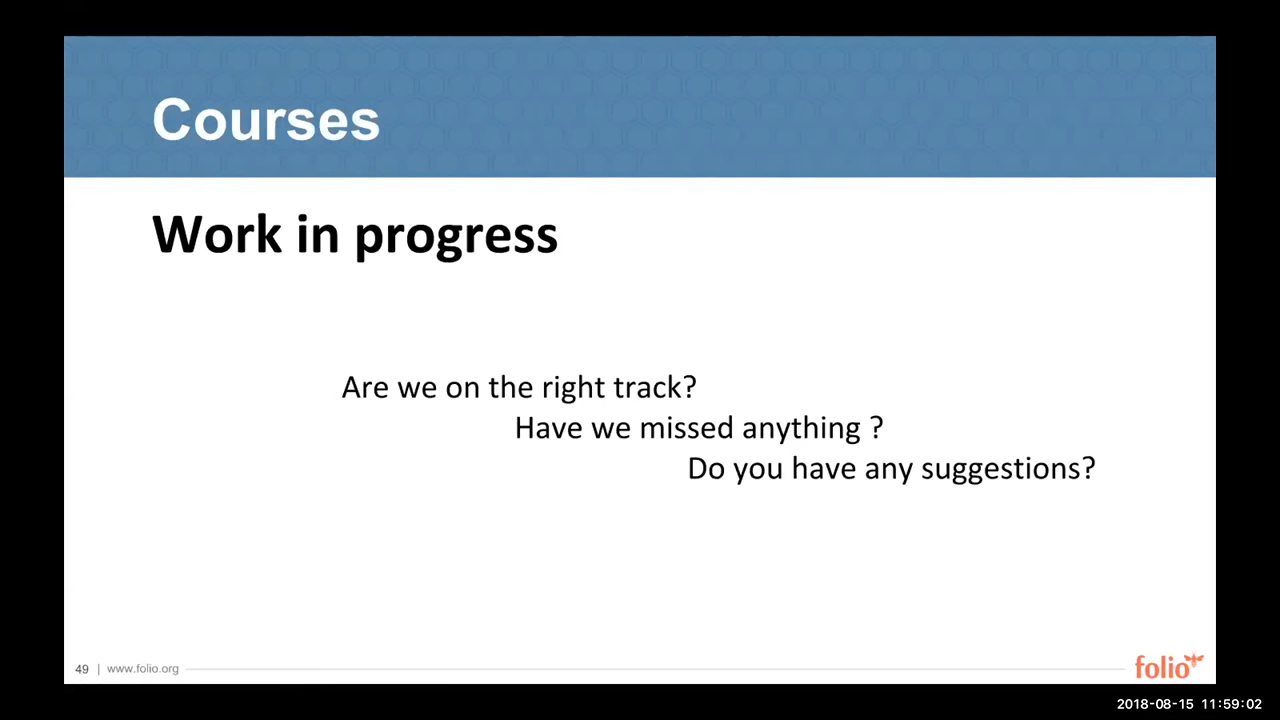 Courses
Work in progress
Are we on the right track?
Have we missed anything ?
Do you have any suggestions?
49 | www.folio.org
folio
2018-08-15 11:59:02